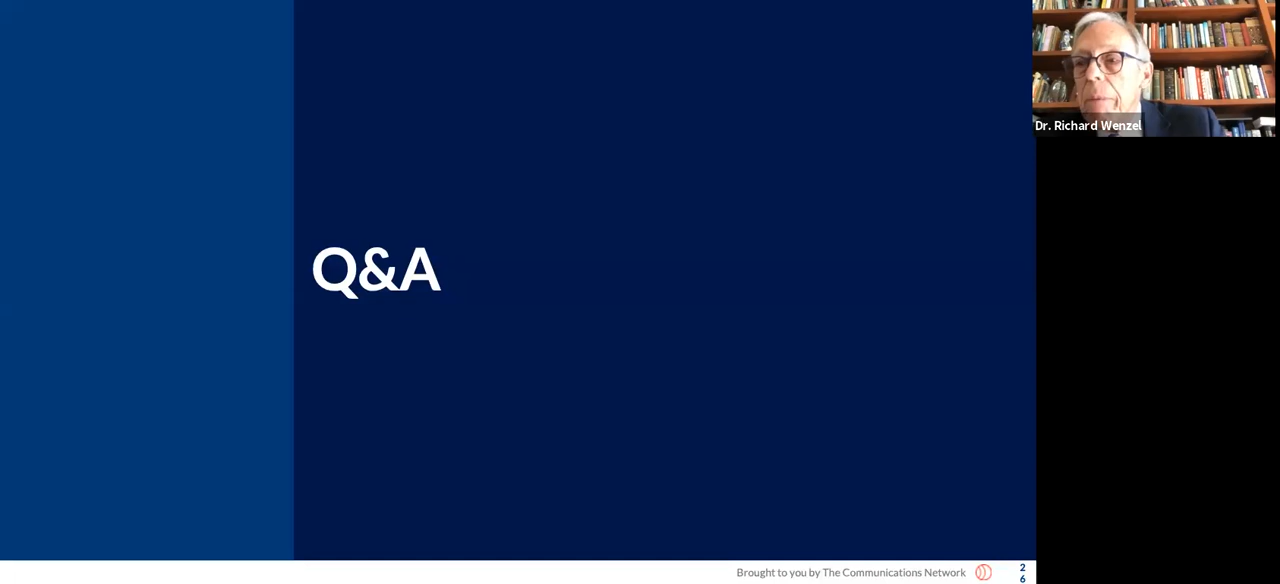 Dr. Richard Wenzel
Q&A
Brought to you by The Communications Network
2
6